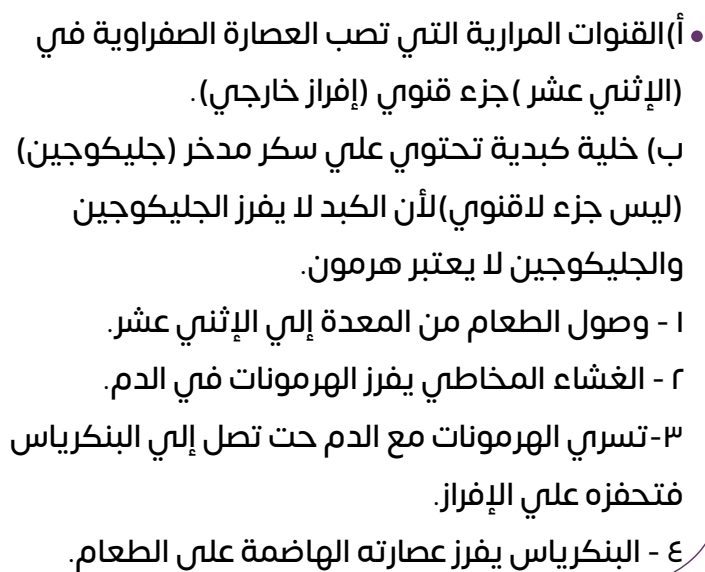 • أ)القنوات المرارية التي تصب العصارة الصفراوية في
(الإثني عشر )جزء قنوي (إفراز خارجي).
ب) خلية كبدية تحتوي علي سكر مدخر (جليكوجين)
(ليس جزء لاقنوي)لأن الكبد لا يفرز الجليكوجين
والجليكوجين لا يعتبر هرمون.
١ - وصول الطعام من المعدة إلي الإثني عشر.
٢ - الغشاء المخاطي يفرز الهرمونات في الدم.
٣-تسري الهرمونات مع الدم حت تصل إلي البنكرياس
فتحفزه علي الإفراز.
٤ - البنكرياس يفرز عصارته الهاضمة علي الطعام.